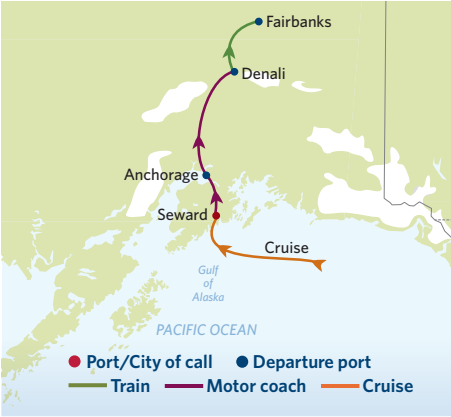 Fairbanks
Denali
Anchorage
Seward
Cruise
Gulf
of
Alaska
PACIFIC OCEAN
Port/City of call
Departure port
Train
Motor coach
Cruise